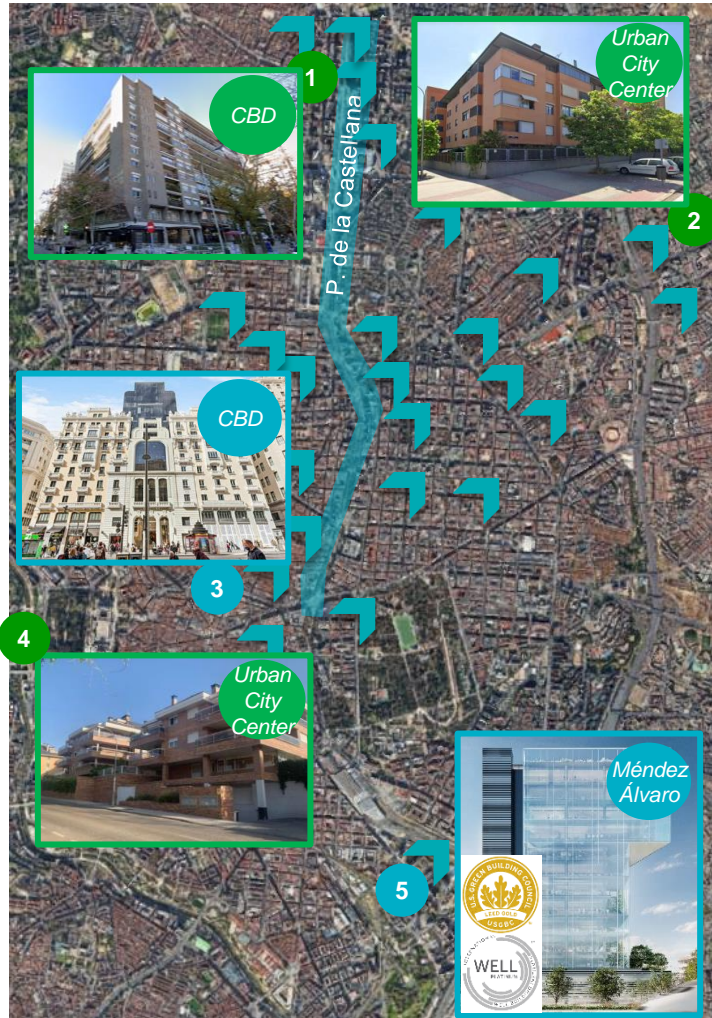 1
CBD
Urban
City
Center
2
P. de la Castellana
CBD
3
4
Urban
City
Center
Méndez
Álvaro
5
U.S. GREEN BUILDING COUNCIL
LEED GOLD
USGBC
WELL
PLATINUM